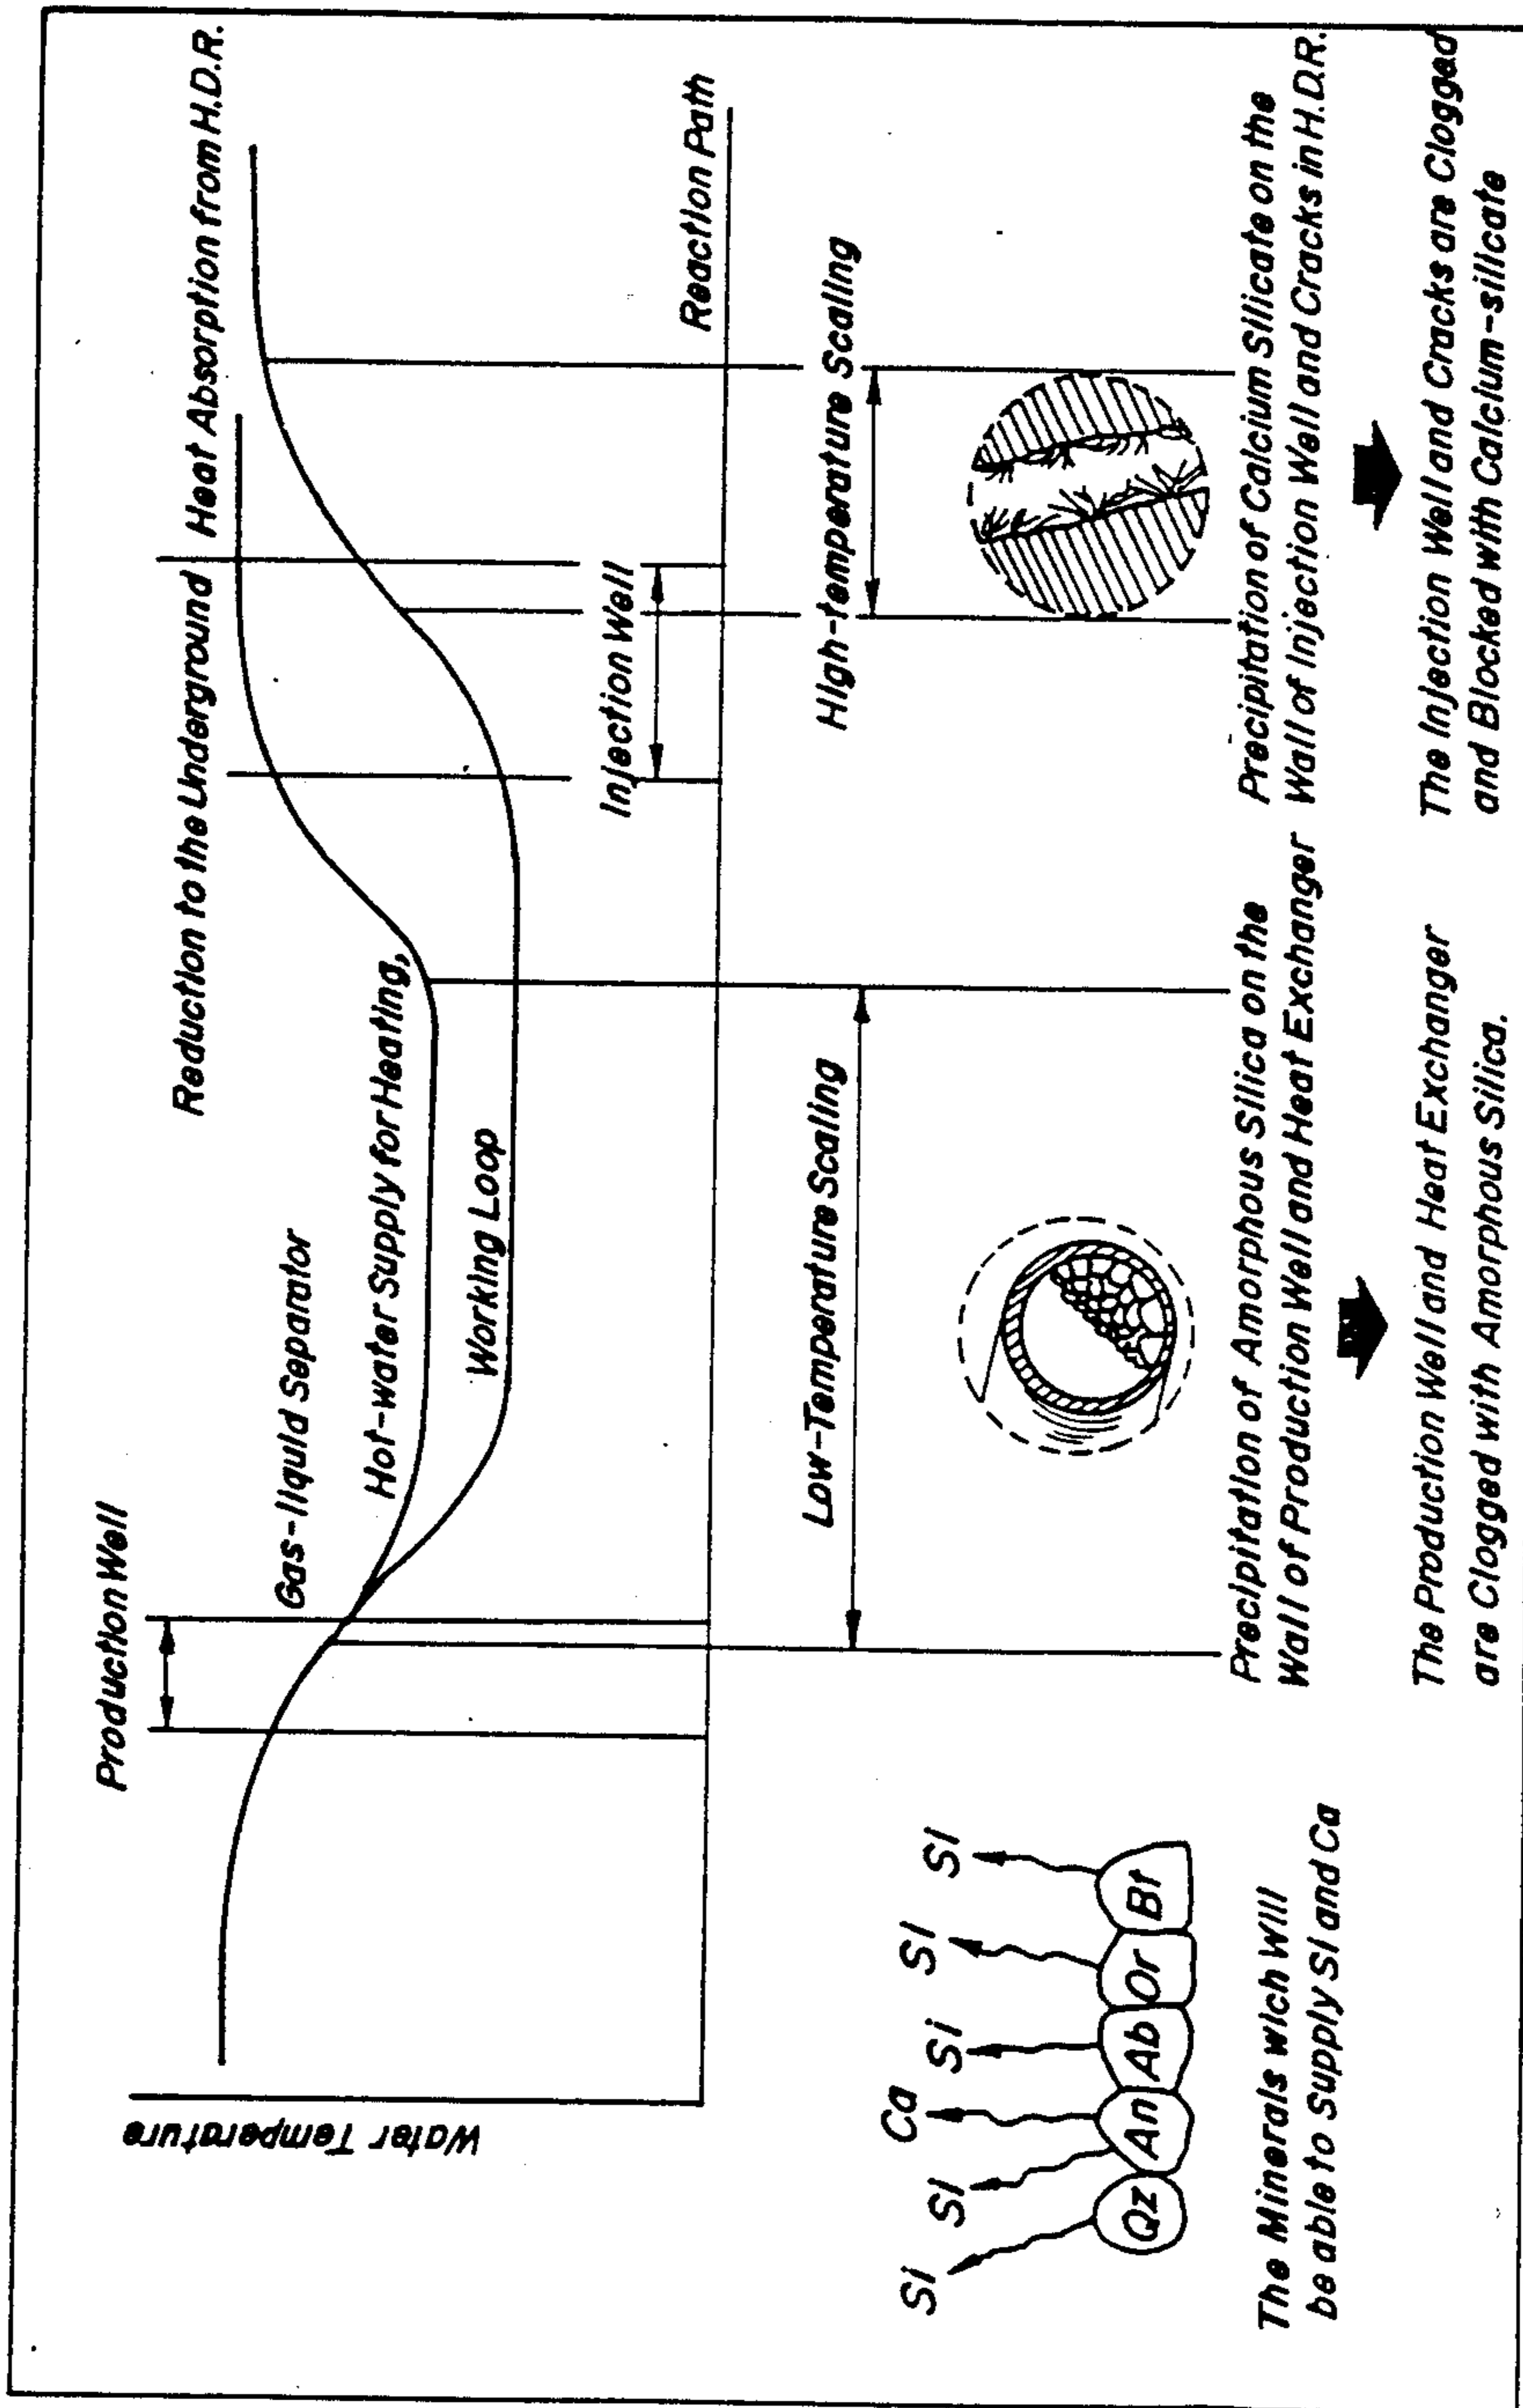 Production Well
Reduction to the Underground
Heat Absorption from H.D.R.
Gas-liquid Separator
Hot-water Supply for Heating,
Working Loop
Water Temperature
Injection Well
Reaction Path
Low-Temperature Scaling
High-temperature Scaling
Si
Si
Ca
Si
Si
Si
Qz
An
Ab
Or
Bt
The Minerals wich Will
be able to Supply Si and Ca
Precipitation of Amorphous Silica on the
Wall of Production Well and Heat Exchanger
Precipitation of Calcium Silicate on the
Wall of Injection Well and Cracks in H.D.R.
The Production Well and Heat Exchanger
are Clogged with Amorphous Silica.
The Injection Well and Cracks are Clogged
and Blocked with Calcium-silicate